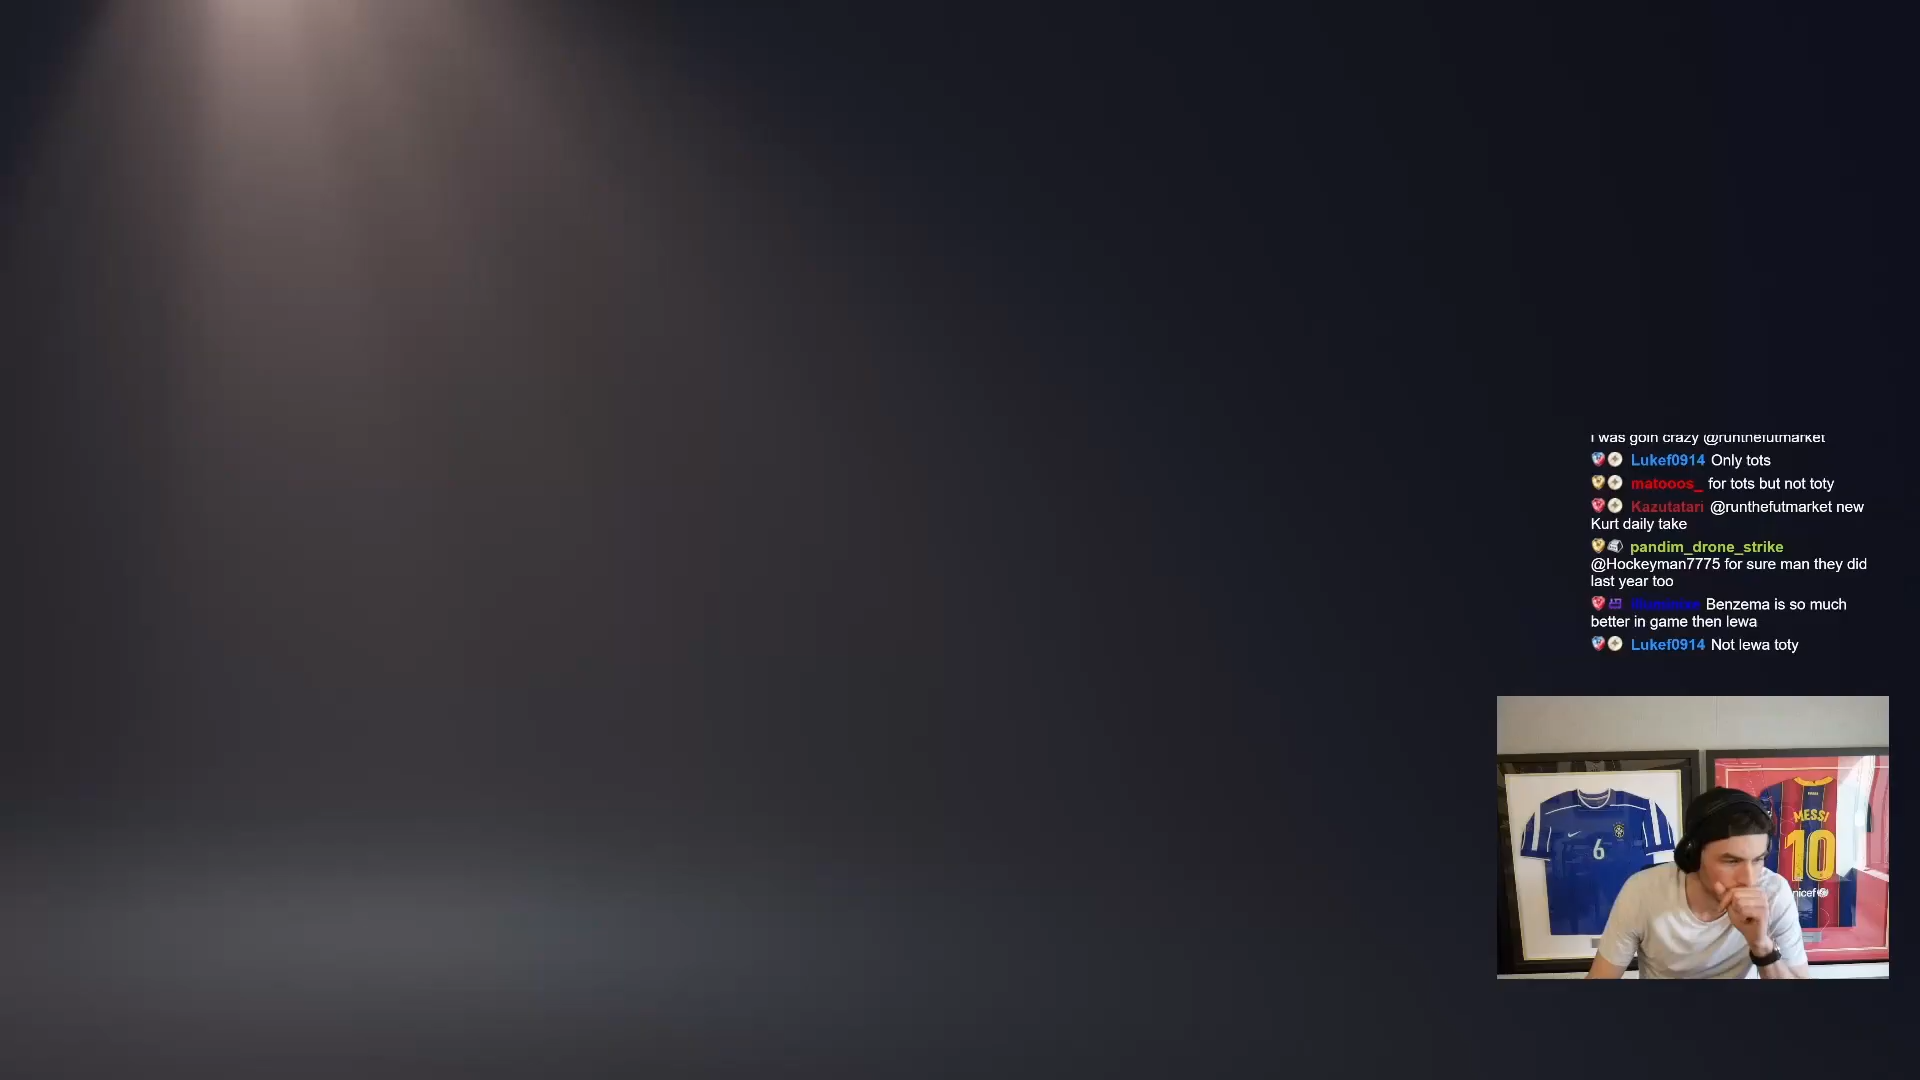 i was goin crazy @runthefutmarket
Lukef0914 Only tots
matooos_ for tots but not toty
Kazutatari @runthefutmarket new
Kurt daily take
pandim_drone_strike
@Hockeyman7775 for sure man they did
last year too
Benzema is so much
better in game then lewa
Lukef0914 Not lewa toty
6
MESSI
10
nicef